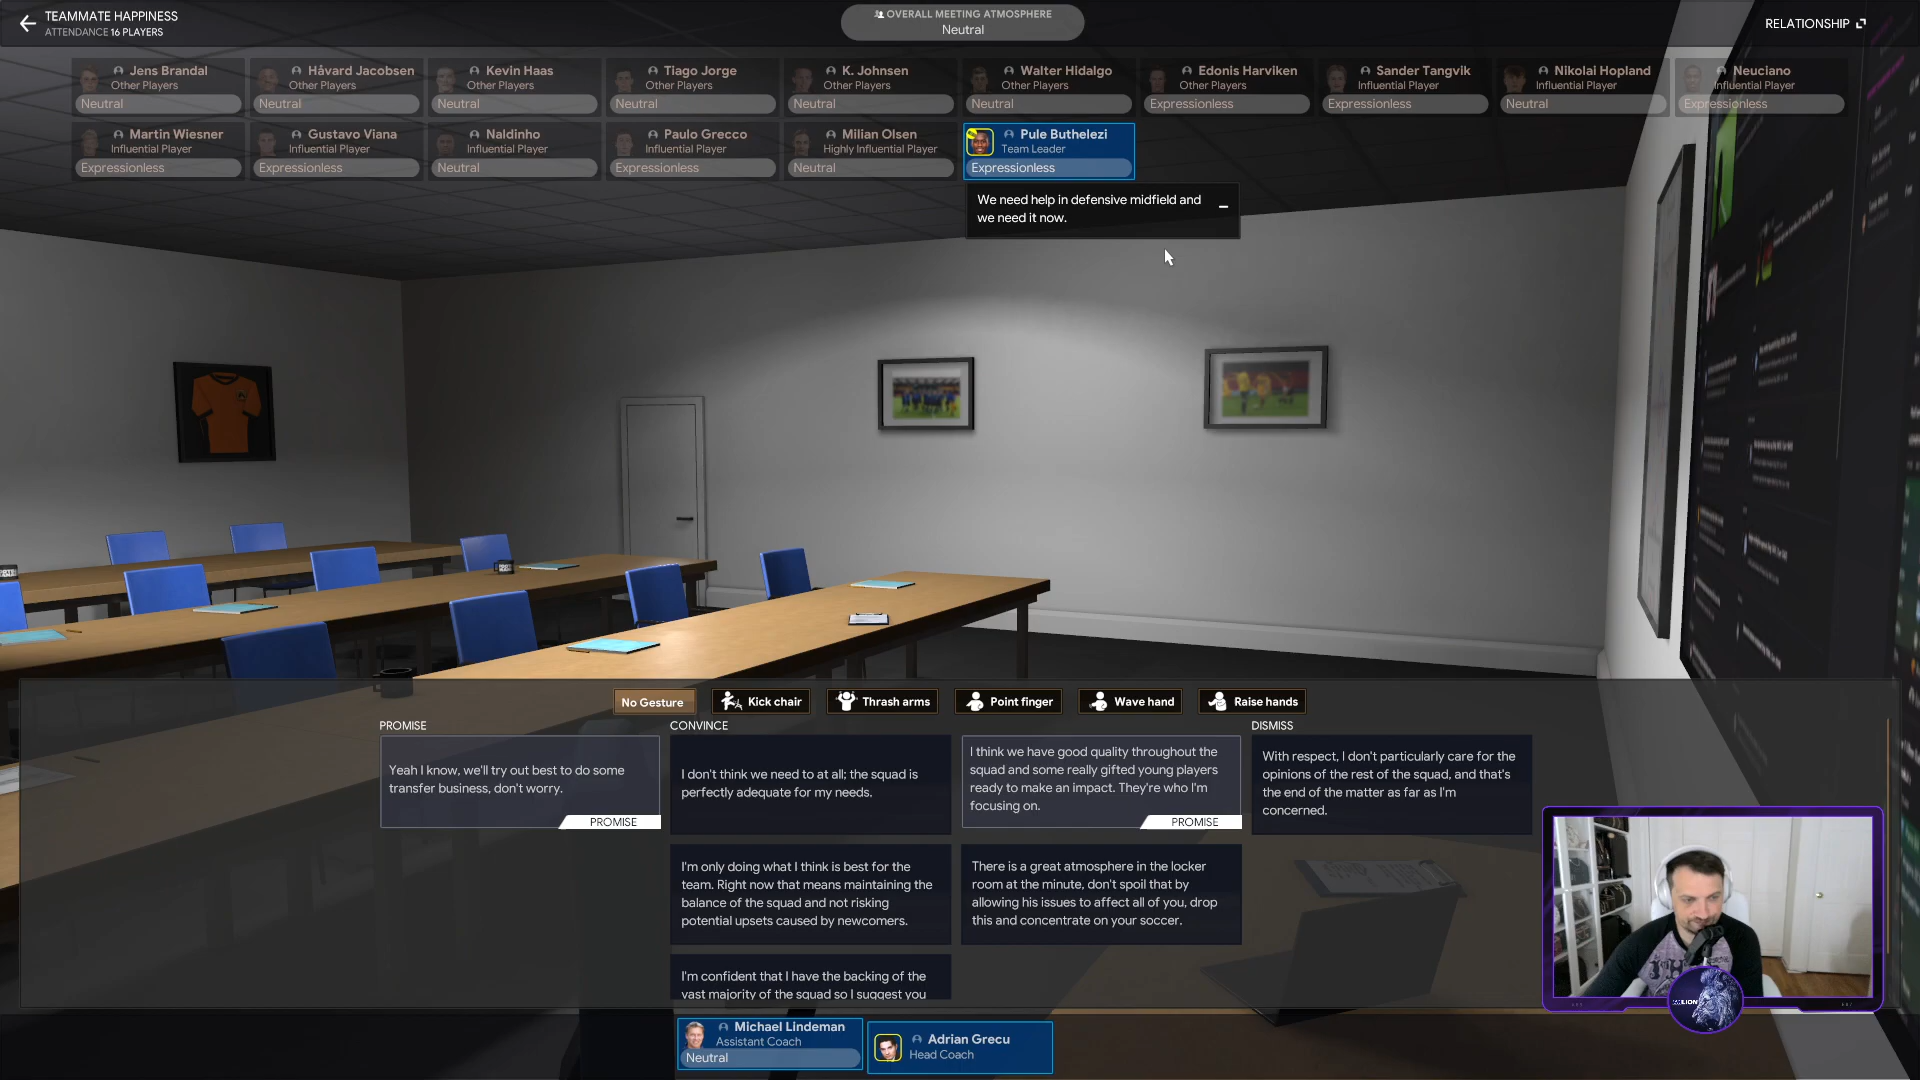 TEAMMATE HAPPINESS
ATTENDANCE 16 PLAYERS
OVERALL MEETING ATMOSPHERE
Neutral
RELATIONSHIP
Jens Brandal
Other Players
Neutral
Håvard Jacobsen
Other Players
Neutral
Kevin Haas
Other Players
Neutral
Tiago Jorge
Other Players
Neutral
K. Johnsen
Other Players
Neutral
Walter Hidalgo
Other Players
Neutral
Edonis Harviken
Other Players
Expressionless
Sander Tangvik
Influential Player
Expressionless
Nikolai Hopland
Influential Player
Neutral
Neuciano
Influential Player
Expressionless
Martin Wiesner
Influential Player
Expressionless
Gustavo Viana
Influential Player
Expressionless
Naldinho
Influential Player
Neutral
Paulo Grecco
Influential Player
Expressionless
Milian Olsen
Highly Influential Player
Neutral
Pule Buthelezi
Team Leader
Expressionless
We need help in defensive midfield and
we need it now.
No Gesture
Kick chair
Thrash arms
Point finger
Wave hand
Raise hands
PROMISE
Yeah I know, we'll try out best to do some
transfer business, don't worry.
PROMISE
CONVINCE
I don't think we need to at all; the squad is
perfectly adequate for my needs.
I think we have good quality throughout the
squad and some really gifted young players
ready to make an impact. They're who I'm
focusing on.
PROMISE
DISMISS
With respect, I don't particularly care for the
opinions of the rest of the squad, and that's
the end of the matter as far as I'm
concerned.
I'm only doing what I think is best for the
team. Right now that means maintaining the
balance of the squad and not risking
potential upsets caused by newcomers.
There is a great atmosphere in the locker
room at the minute, don't spoil that by
allowing his issues to affect all of you, drop
this and concentrate on your soccer.
I'm confident that I have the backing of the
vast majority of the squad so I suggest you
Michael Lindeman
Assistant Coach
Neutral
Adrian Grecu
Head Coach